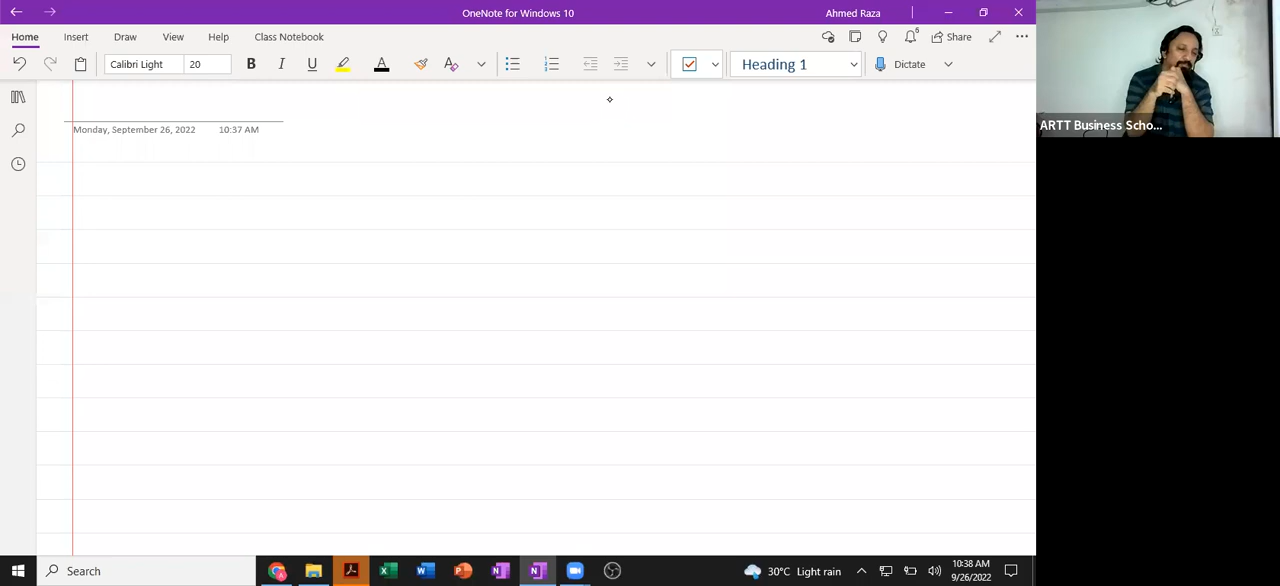 OneNote for Windows 10
Ahmed Raza
Home Insert Draw View Help Class Notebook
6
Share
Calibri Light 20 B I U A A Heading 1 Dictate
Monday, September 26, 2022 10:37 AM
ARTT Business Scho...
Search
30°C Light rain
10:38 AM
9/26/2022